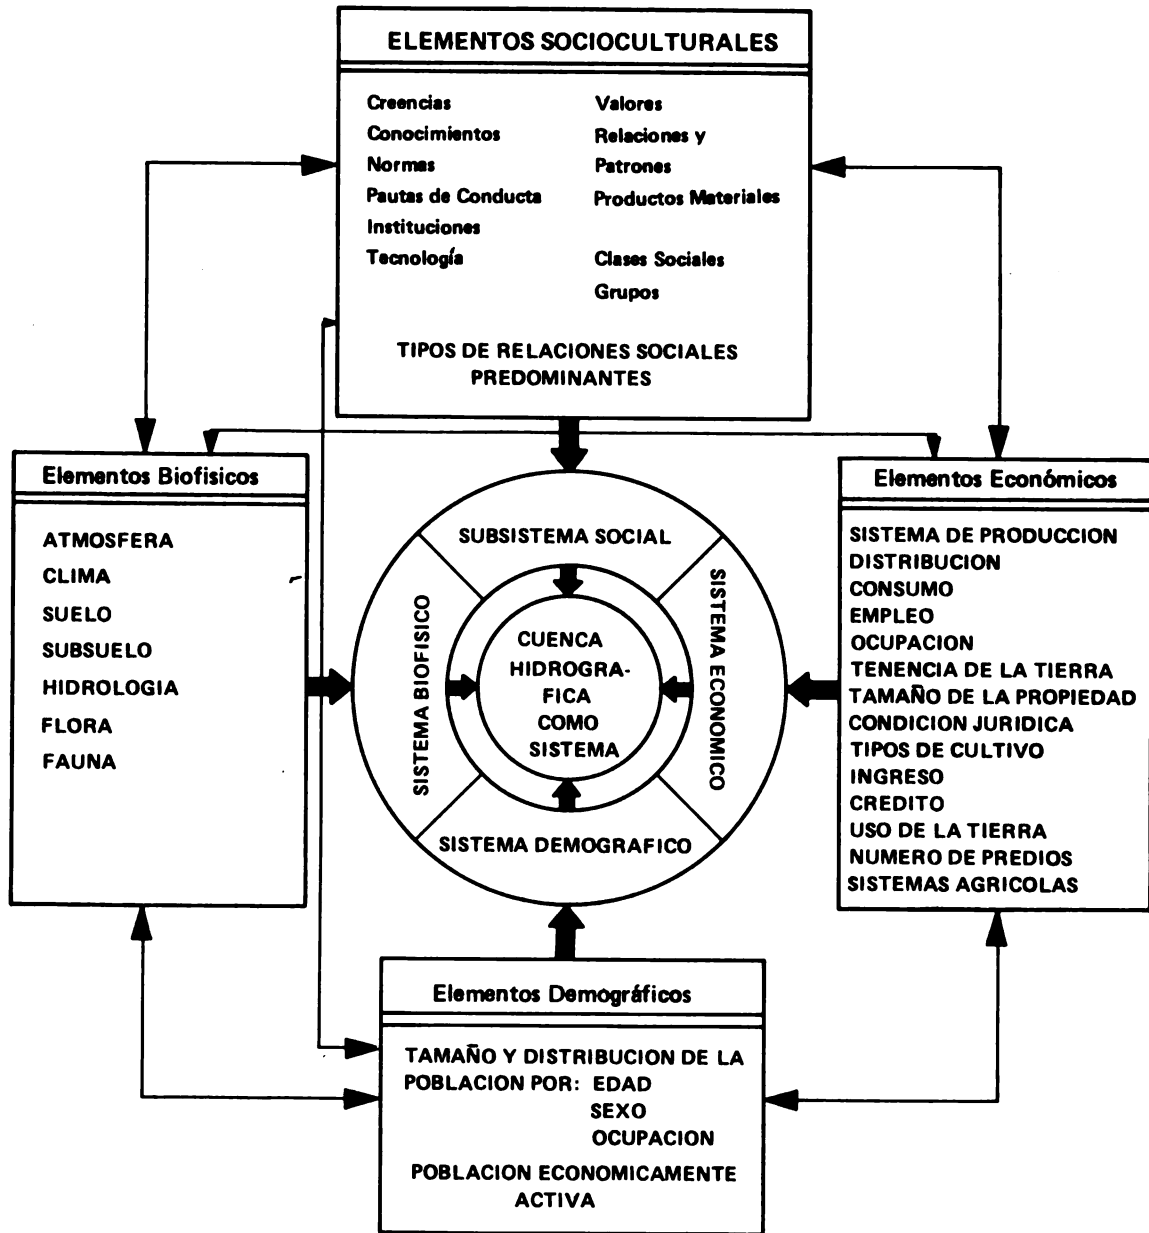 ELEMENTOS SOCIOCULTURALES
Creencias
Conocimientos
Normas
Pautas de Conducta
Instituciones
Tecnología
Valores
Relaciones y
Patrones
Productos Materiales
Clases Sociales
Grupos
TIPOS DE RELACIONES SOCIALES
PREDOMINANTES
Elementos Biofisicos
ATMOSFERA
CLIMA
SUELO
SUBSUELO
HIDROLOGIA
FLORA
FAUNA
SUBSISTEMA SOCIAL
SISTEMA BIOFISICO
SISTEMA ECONOMICO
SISTEMA DEMOGRAFICO
CUENCA
HIDROGRA-
FICA
COMO
SISTEMA
Elementos Económicos
SISTEMA DE PRODUCCION
DISTRIBUCION
CONSUMO
EMPLEO
OCUPACION
TENENCIA DE LA TIERRA
TAMAÑO DE LA PROPIEDAD
CONDICION JURIDICA
TIPOS DE CULTIVO
INGRESO
CREDITO
USO DE LA TIERRA
NUMERO DE PREDIOS
SISTEMAS AGRICOLAS
Elementos Demográficos
TAMAÑO Y DISTRIBUCION DE LA
POBLACION POR: EDAD
SEXO
OCUPACION
POBLACION ECONOMICAMENTE
ACTIVA